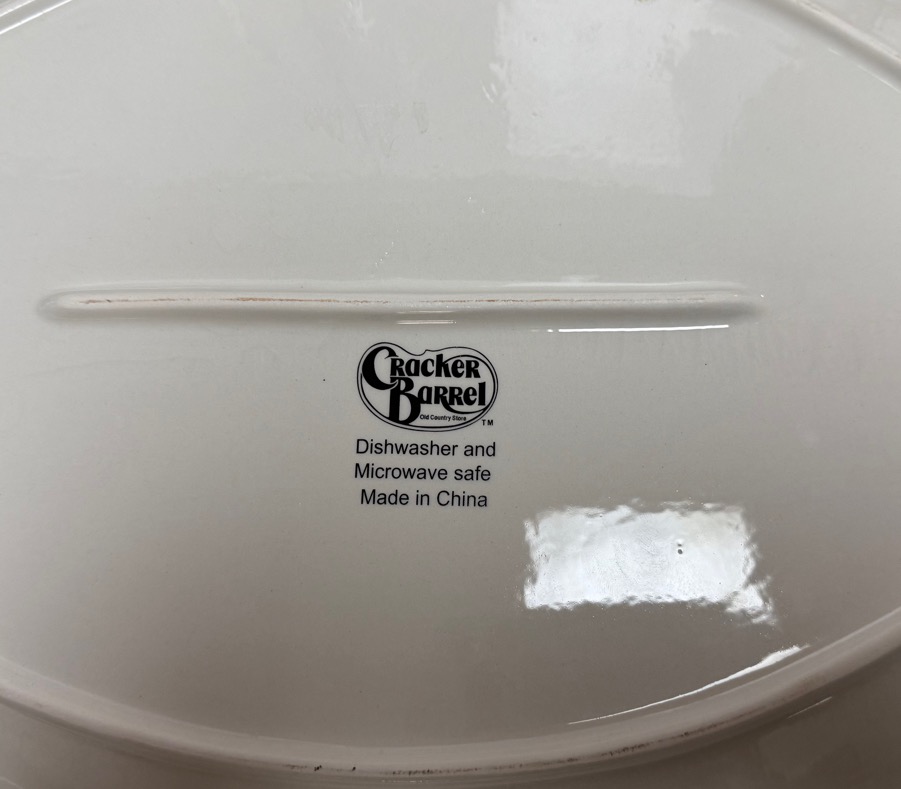 Cracker
Barrel
Old Country Store
TM
Dishwasher and
Microwave safe
Made in China